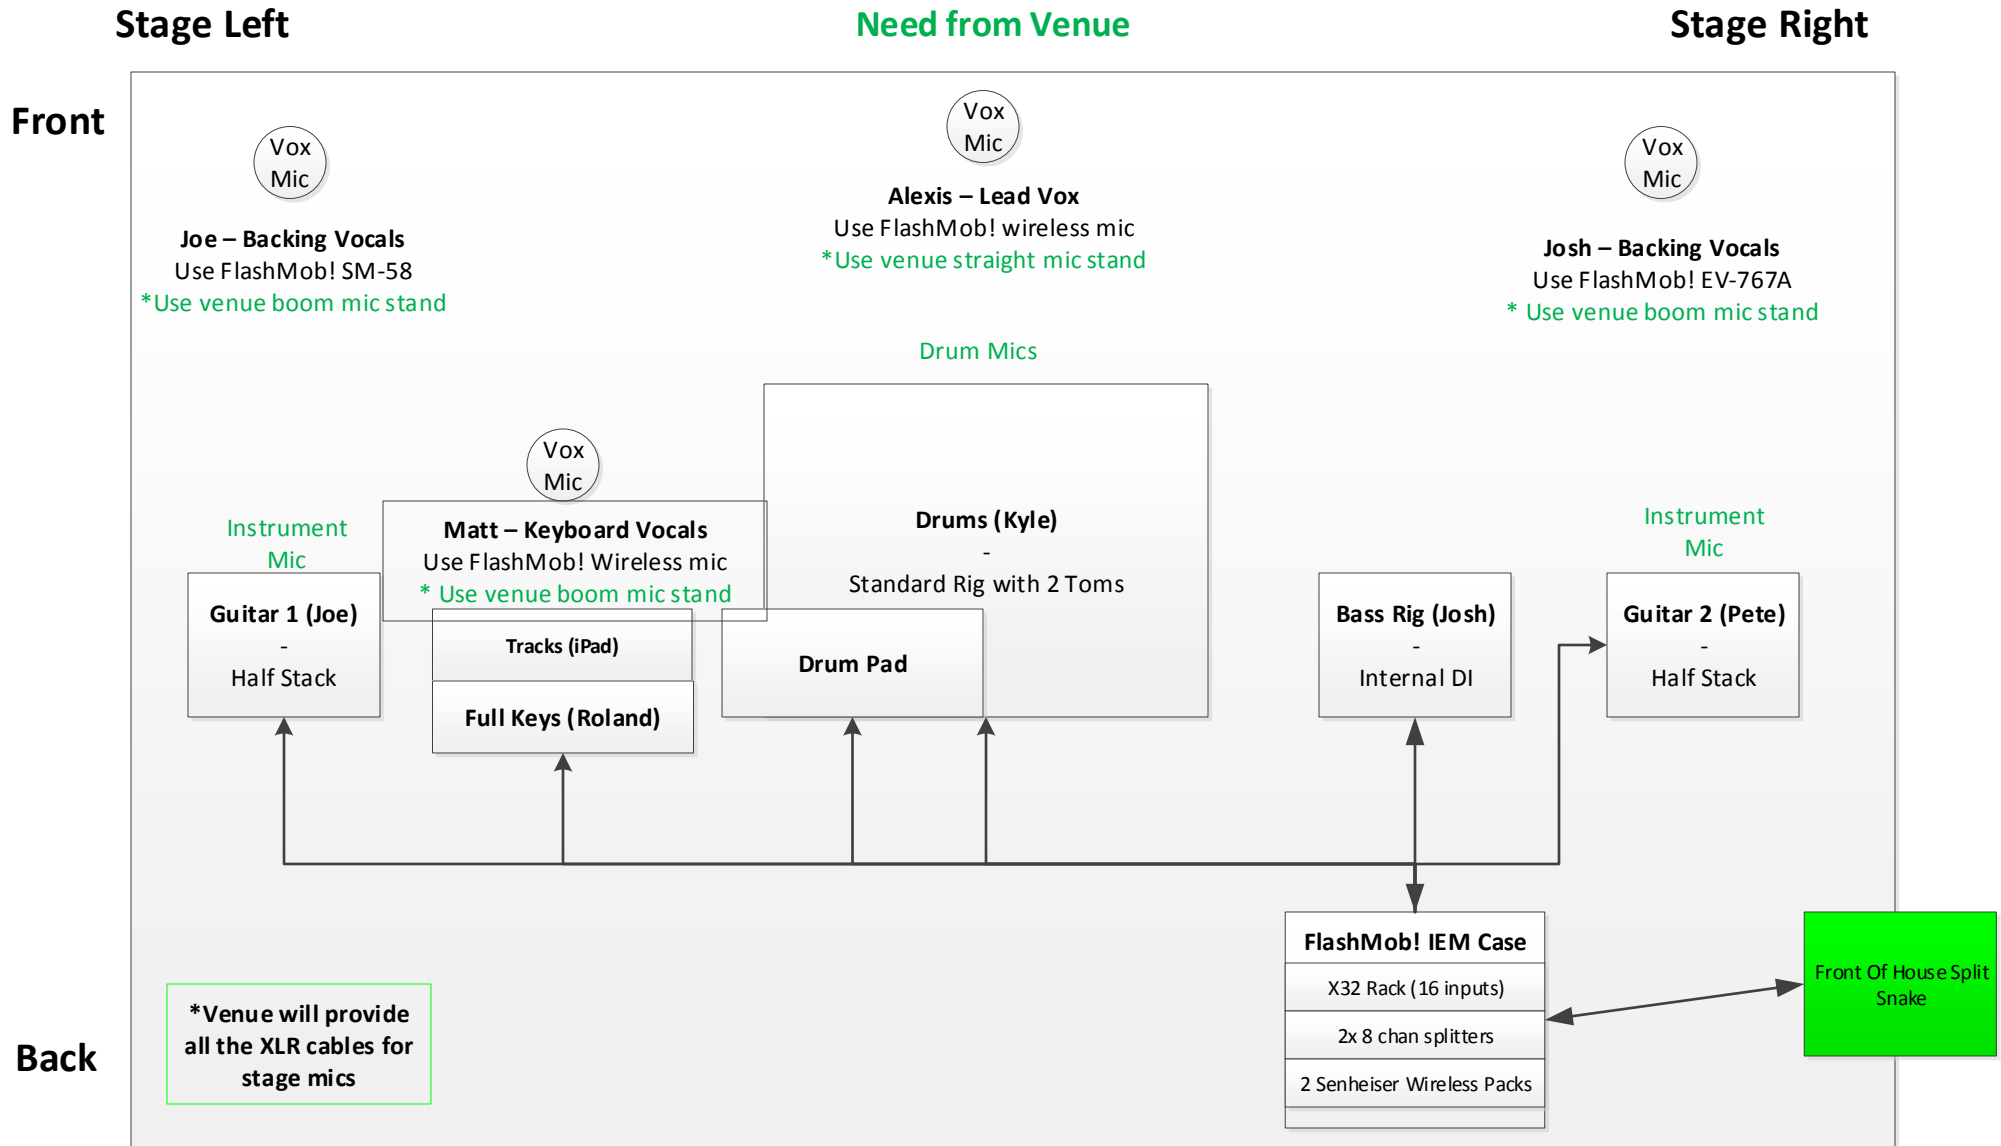 Stage Left
Need from Venue
Stage Right
Front
Vox
Mic
Joe – Backing Vocals
Use FlashMob! SM-58
*Use venue boom mic stand
Vox
Mic
Alexis – Lead Vox
Use FlashMob! wireless mic
*Use venue straight mic stand
Vox
Mic
Josh – Backing Vocals
Use FlashMob! EV-767A
* Use venue boom mic stand
Drum Mics
Instrument
Mic
Guitar 1 (Joe)
-
Half Stack
Vox
Mic
Matt – Keyboard Vocals
Use FlashMob! Wireless mic
* Use venue boom mic stand
Tracks (iPad)
Full Keys (Roland)
Drums (Kyle)
-
Standard Rig with 2 Toms
Drum Pad
Bass Rig (Josh)
-
Internal DI
Instrument
Mic
Guitar 2 (Pete)
-
Half Stack
FlashMob! IEM Case
X32 Rack (16 inputs)
2x 8 chan splitters
2 Senheiser Wireless Packs
Front Of House Split
Snake
*Venue will provide
all the XLR cables for
stage mics
Back